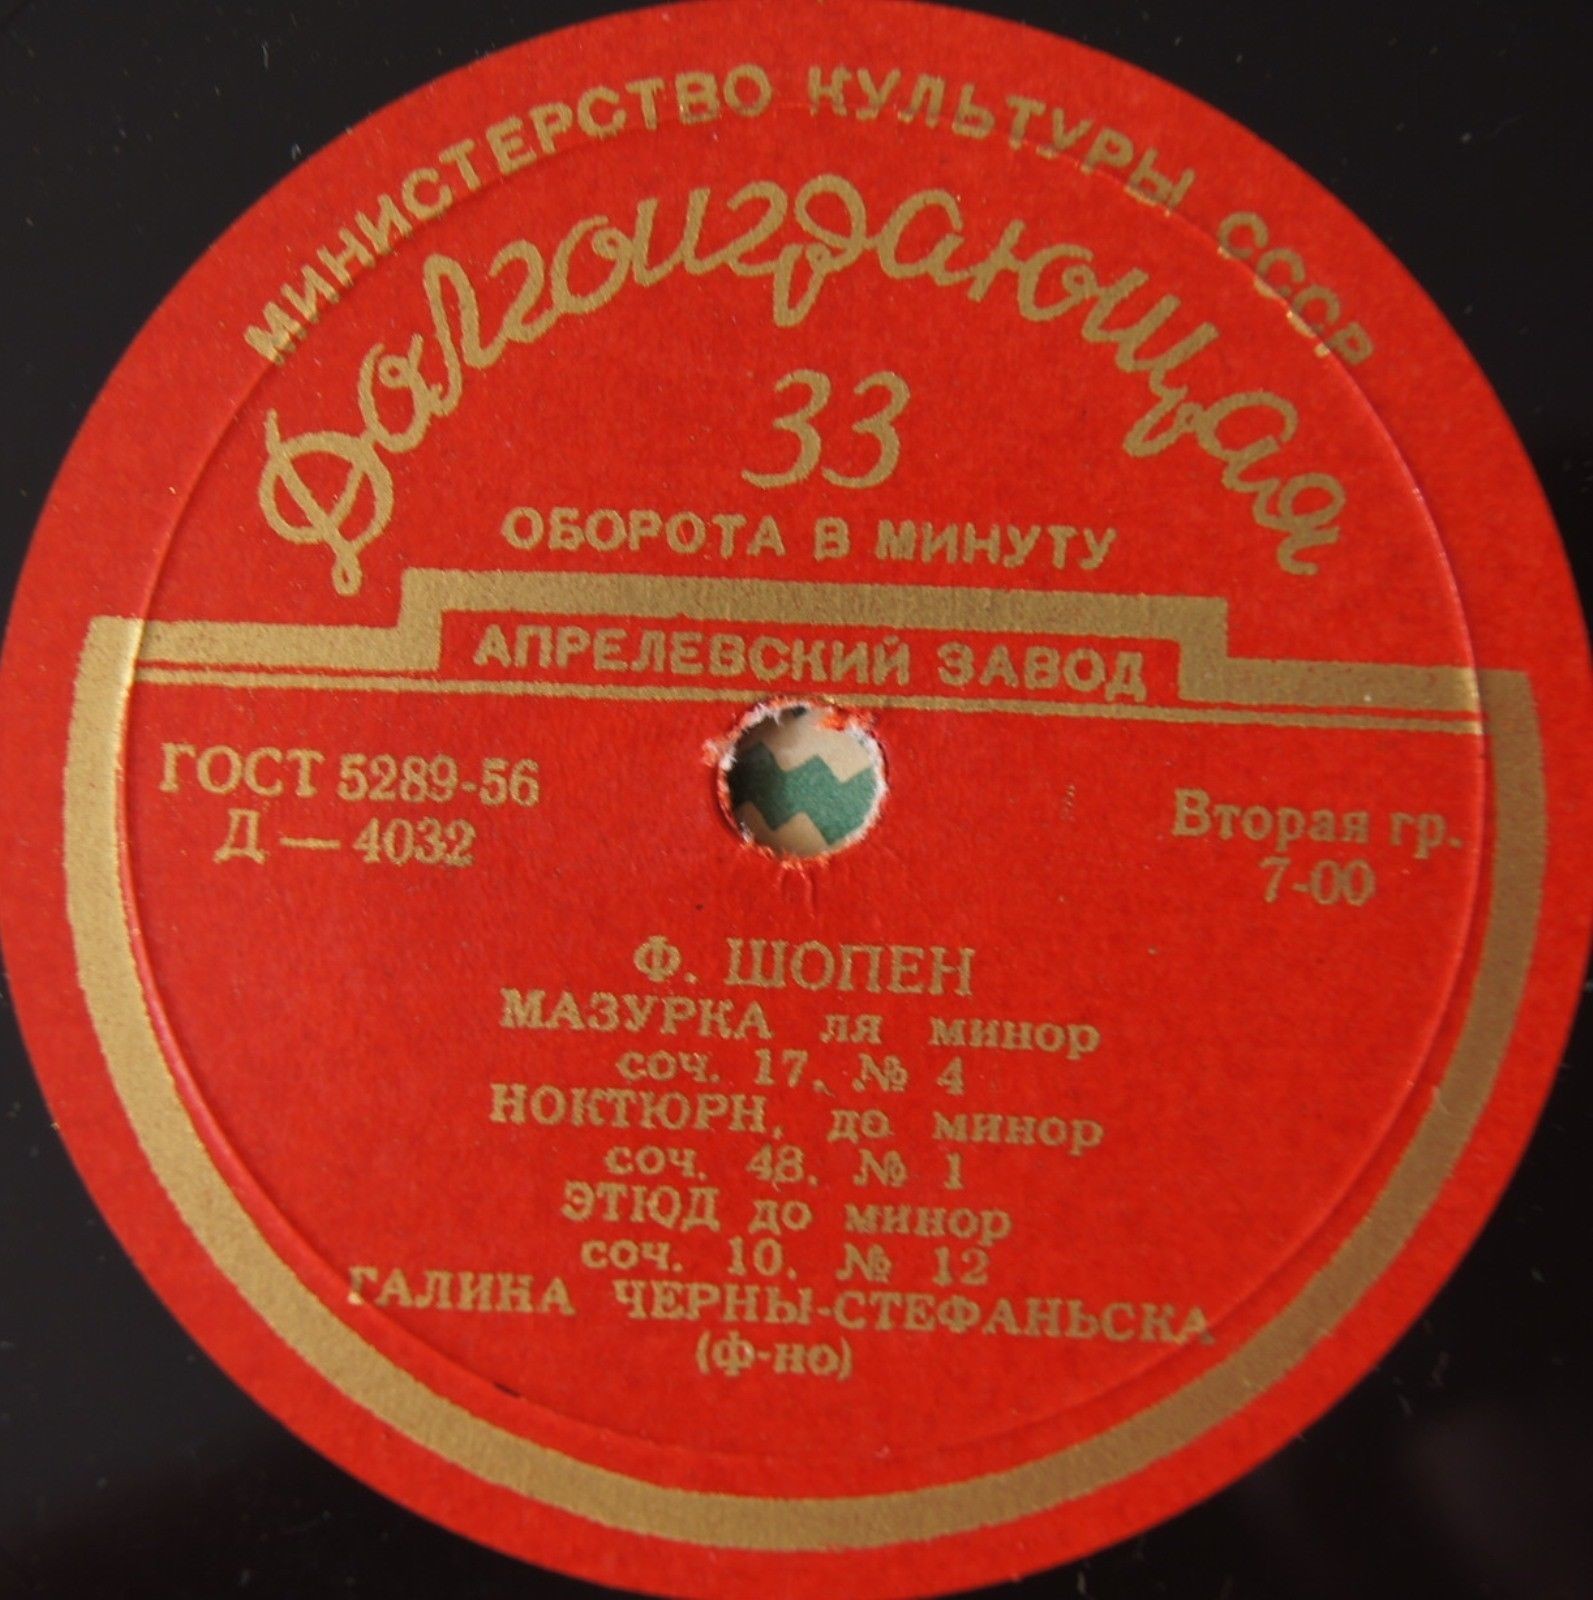 МИНИСТЕРСТВО КУЛЬТУРЫ СССР
Долгоиграющая
33
ОБОРОТА В МИНУТУ
АПРЕЛЕВСКИЙ ЗАВОД
ГОСТ 5289-56
Д — 4032
Вторая гр.
7-00
Ф. ШОПЕН
МАЗУРКА ля минор
соч. 17, № 4
НОКТЮРН, до минор
соч. 48, № 1
ЭТЮД до минор
соч. 10, № 12
ГАЛИНА ЧЕРНЫ-СТЕФАНЬСКА
(ф-но)